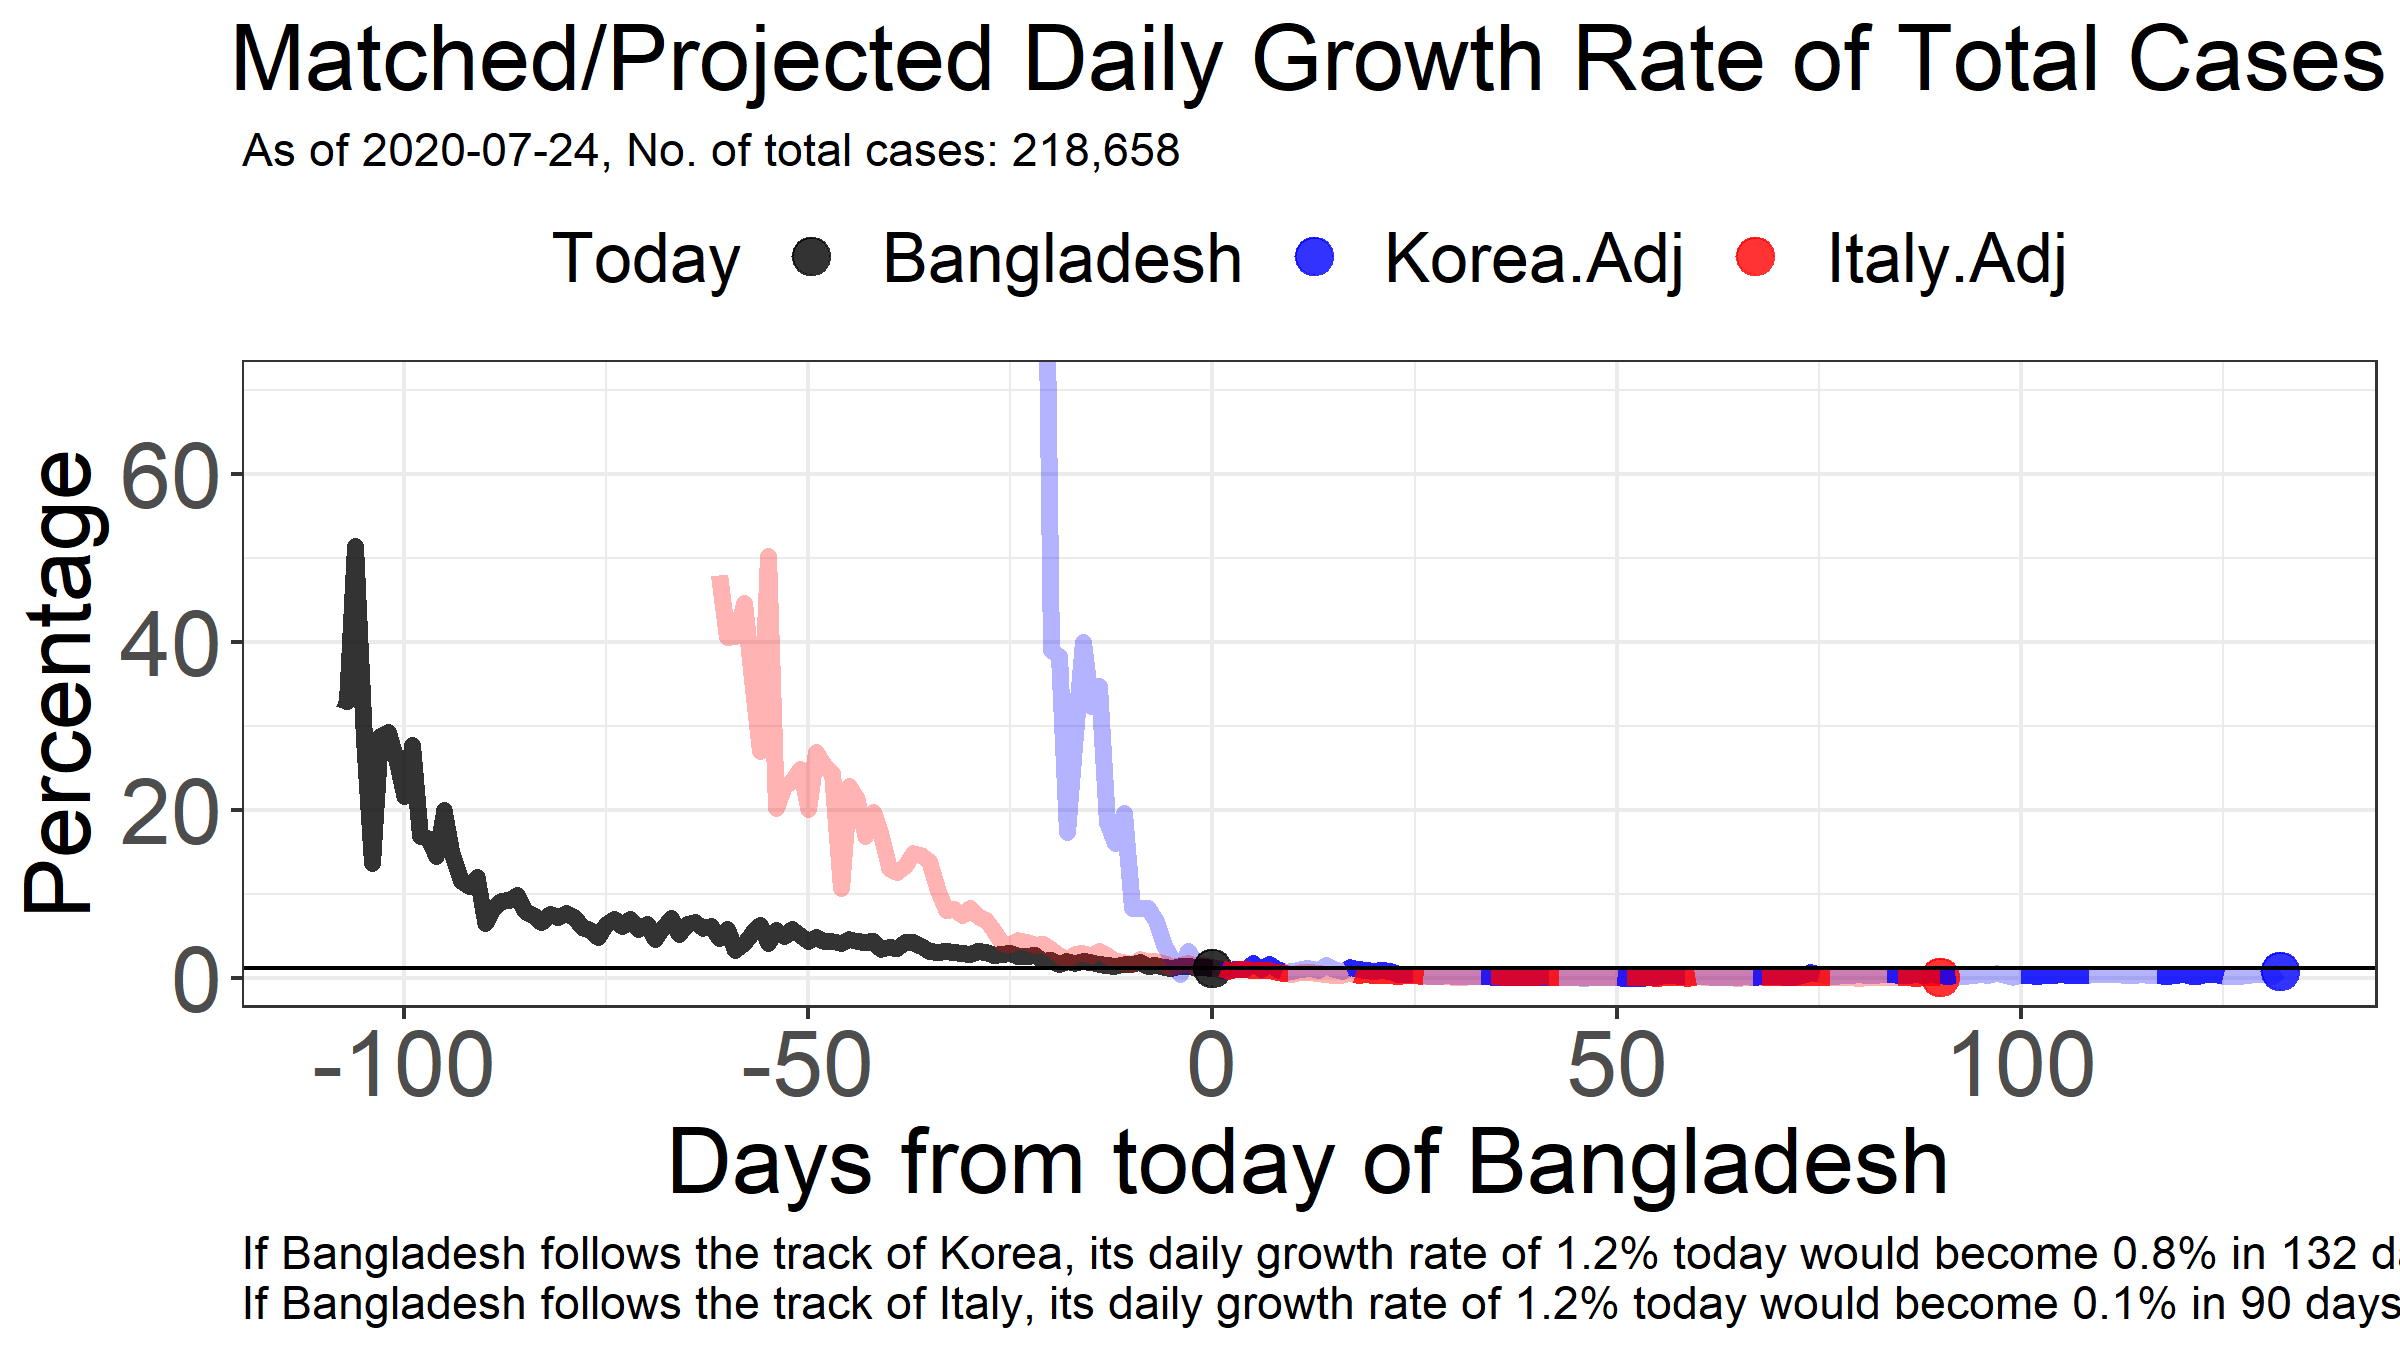 Matched/Projected Daily Growth Rate of Total Cases
As of 2020-07-24, No. of total cases: 218,658
Today Bangladesh Korea.Adj Italy.Adj
Percentage
60
40
20
0
-100 -50 0 50 100
Days from today of Bangladesh
If Bangladesh follows the track of Korea, its daily growth rate of 1.2% today would become 0.8% in 132
If Bangladesh follows the track of Italy, its daily growth rate of 1.2% today would become 0.1% in 90 days